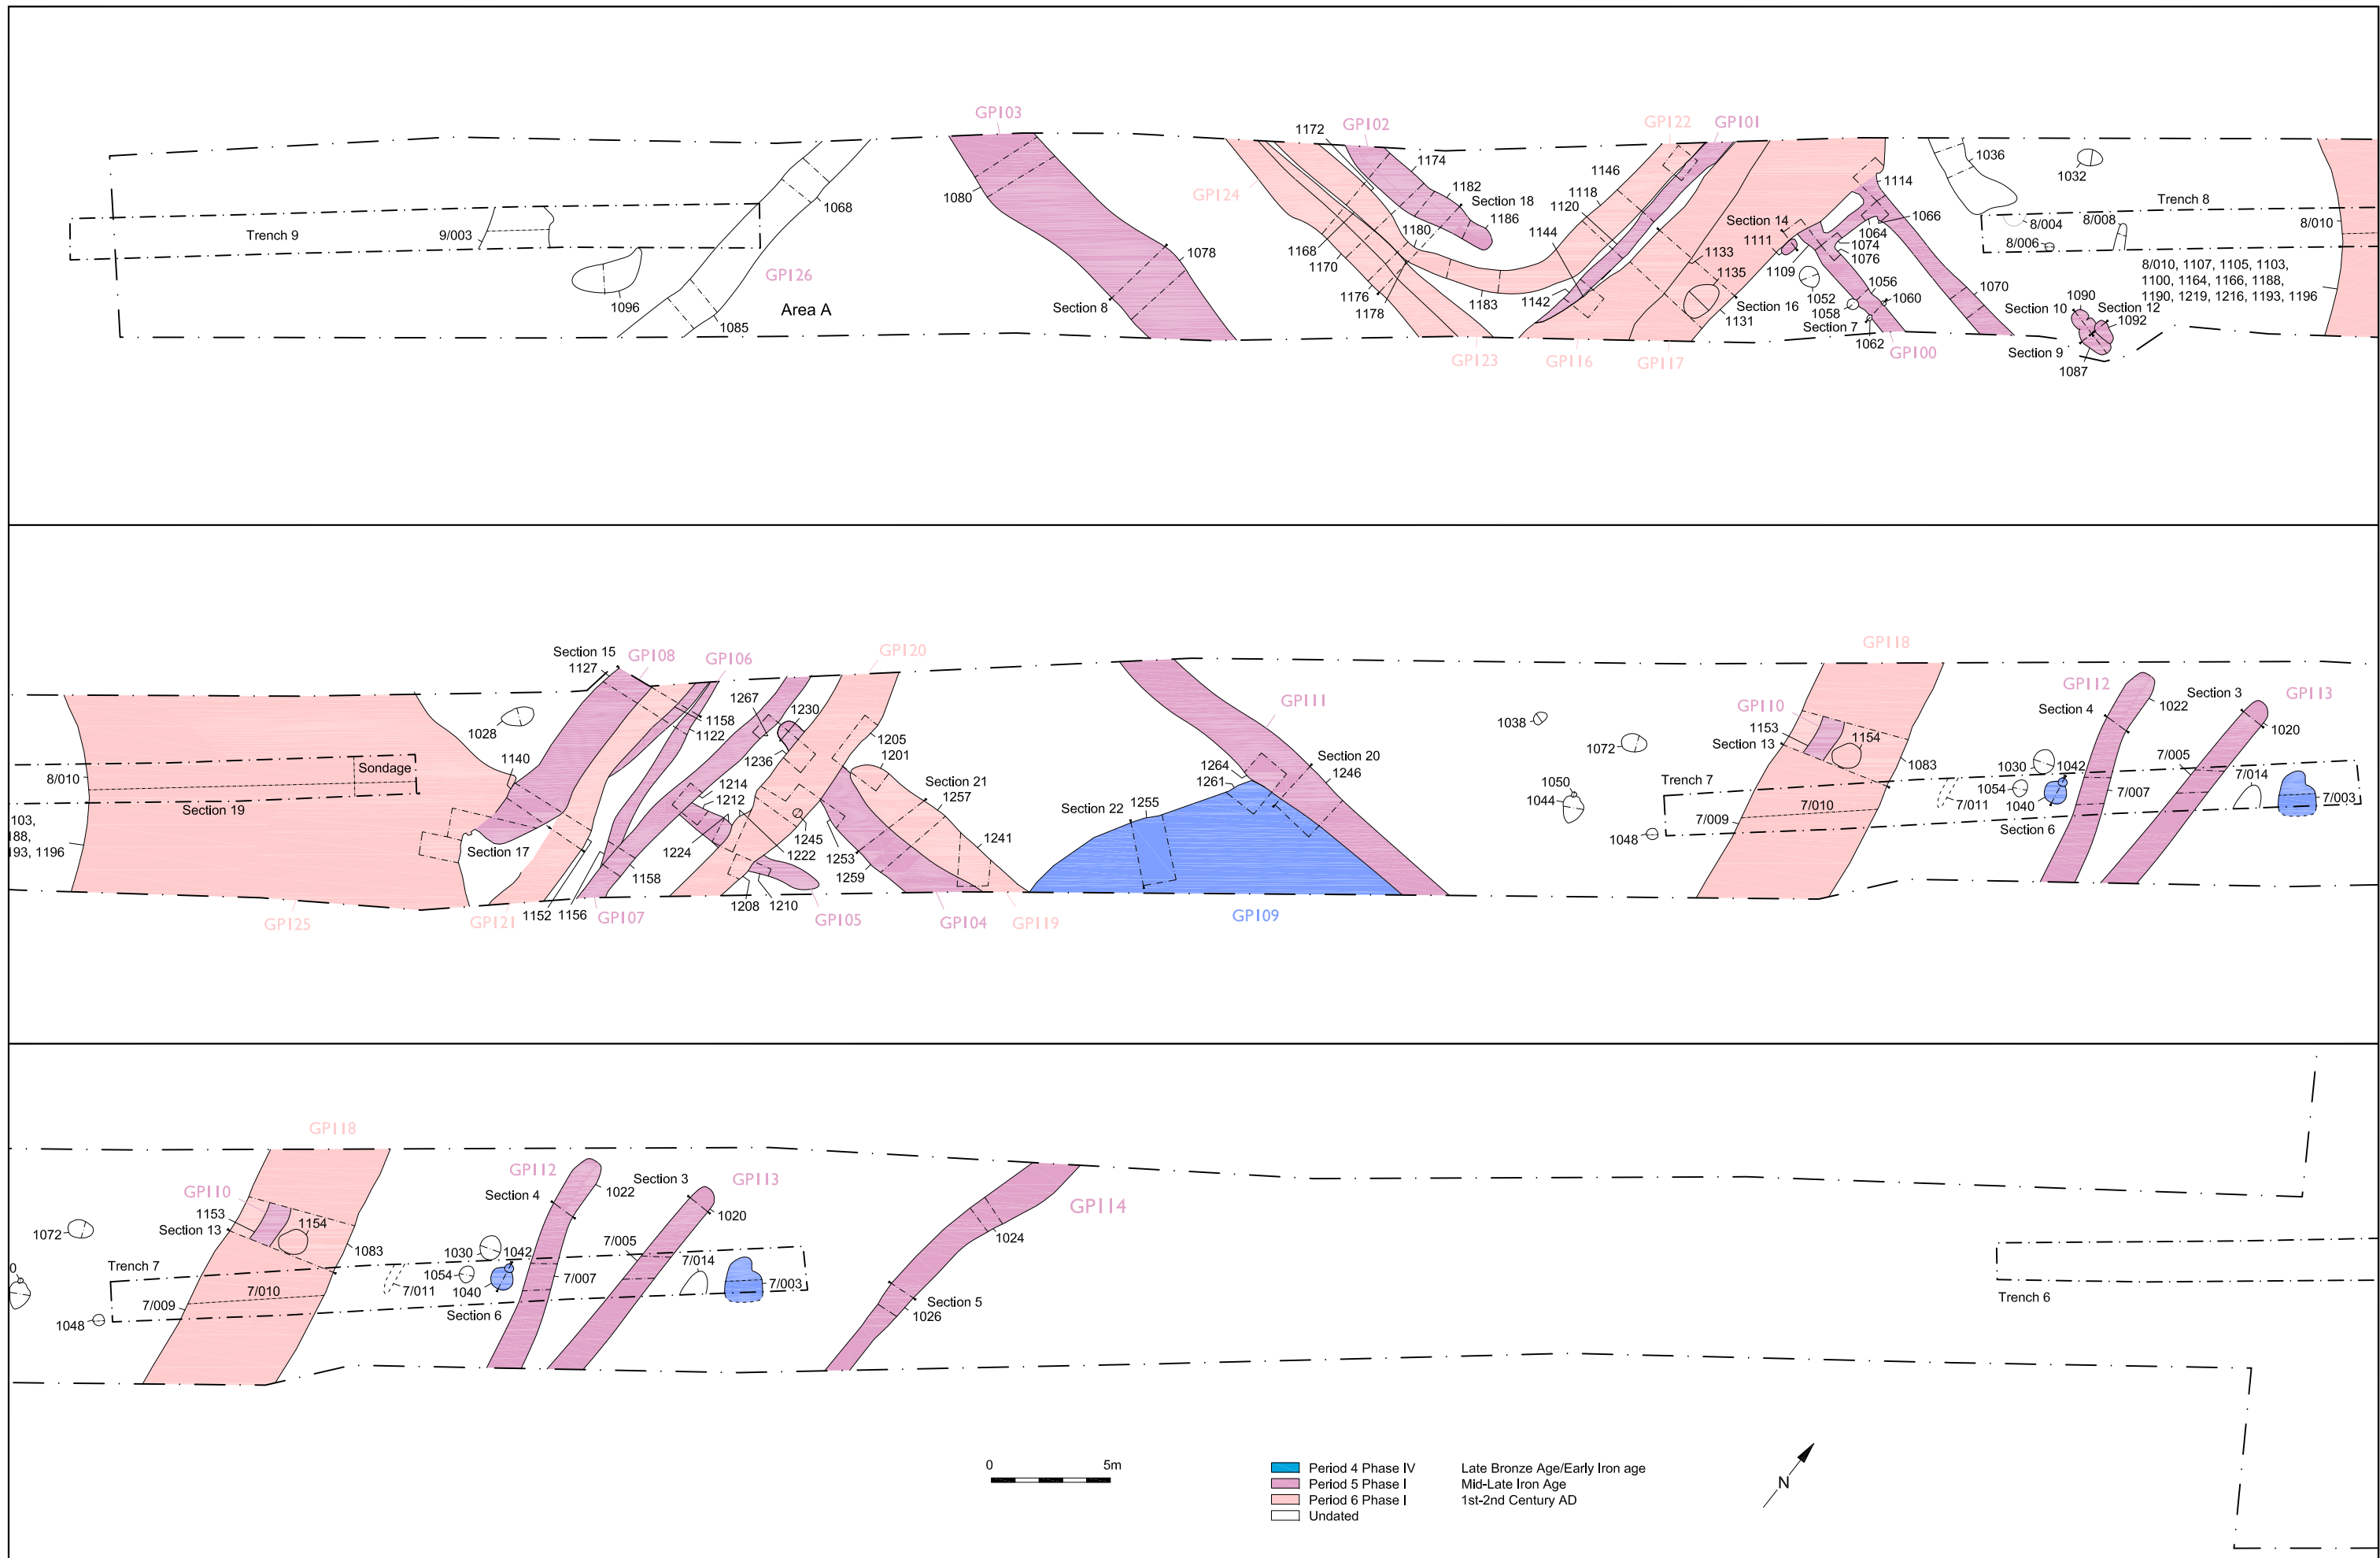 GP103
GP102
GP122
GP101
1172
1174
1146
1036
1032
1080
1068
GP124
1182
Section 18
1186
1118
1120
1114
Trench 8
Trench 9
9/003
1180
1144
Section 14
1111
1066
1064
1074
1076
8/004
8/008
8/006
8/010
GP126
1078
1168
1170
1133
1135
1109
8/010, 1107, 1105, 1103,
1100, 1164, 1166, 1188,
1190, 1219, 1216, 1193, 1196
1096
Area A
1085
Section 8
1176
1178
1183
1142
Section 16
1131
1052
1058
1056
1060
1070
Section 7
1062
1090
Section 10
Section 12
1092
Section 9
1087
GP123
GP116
GP117
GP100
Section 15
1127
GP108
GP106
GP120
GP118
1267
1230
1028
1158
1122
GP111
GP110
GP112
GP113
1205
1201
1038
1072
1153
Section 13
1154
Section 4
1022
Section 3
1020
8/010
Sondage
1140
1236
Section 21
1257
1264
1261
Section 20
1246
1050
1044
Trench 7
1083
1030
1042
1054
1040
7/005
7/014
7/007
7/003
Section 19
1214
1212
Section 22
1255
7/010
7/009
7/011
Section 6
103,
188,
193, 1196
Section 17
1224
1245
1222
1253
1259
1241
1048
1158
1152
1156
1208
1210
GP125
GP121
GP107
GP105
GP104
GP119
GP109
GP118
GP110
GP112
GP113
GP114
1072
1153
Section 13
1154
Section 4
1022
Section 3
1020
1024
0
Trench 7
1083
1030
1042
1054
1040
7/005
7/014
7/007
7/003
7/010
7/009
7/011
1048
Section 6
Section 5
1026
Trench 6
0 5m
Period 4 Phase IV Late Bronze Age/Early Iron age
Period 5 Phase I Mid-Late Iron Age
Period 6 Phase I 1st-2nd Century AD
Undated
N